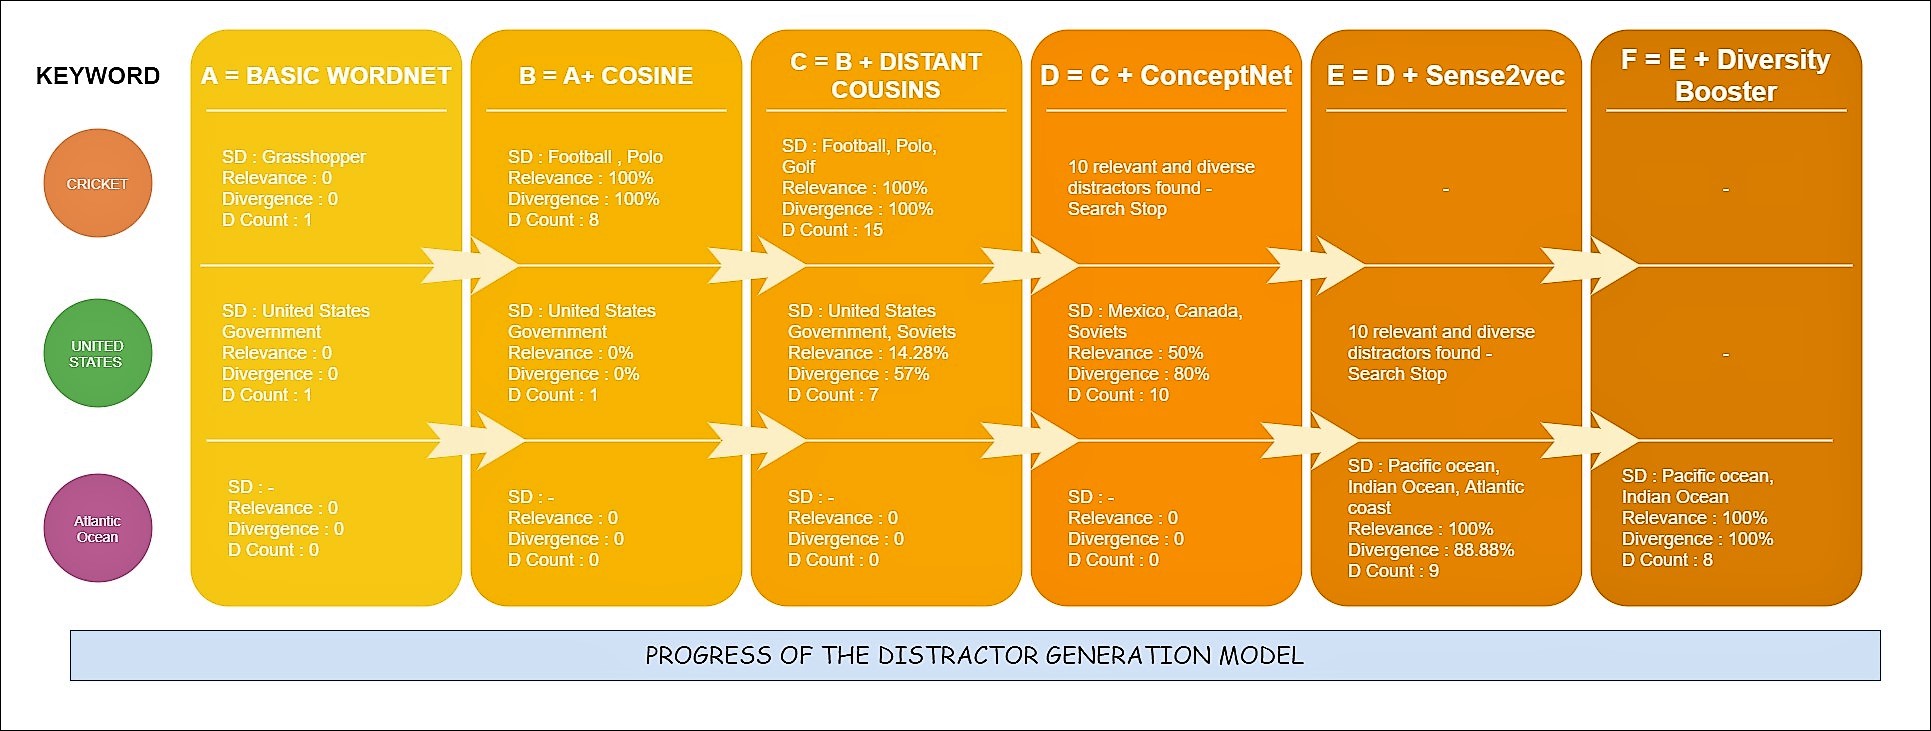 KEYWORD
A = BASIC WORDNET
B = A+ COSINE
C = B + DISTANT
COUSINS
D = C + ConceptNet
E = D + Sense2vec
F = E + Diversity
Booster
CRICKET
SD : Grasshopper
Relevance : 0
Divergence : 0
D Count : 1
SD : Football , Polo
Relevance : 100%
Divergence : 100%
D Count : 8
SD : Football, Polo,
Golf
Relevance : 100%
Divergence : 100%
D Count : 15
10 relevant and diverse
distractors found -
Search Stop
-
-
UNITED
STATES
SD : United States
Government
Relevance : 0
Divergence : 0
D Count : 1
SD : United States
Government
Relevance : 0%
Divergence : 0%
D Count : 1
SD : United States
Government, Soviets
Relevance : 14.28%
Divergence : 57%
D Count : 7
SD : Mexico, Canada,
Soviets
Relevance : 50%
Divergence : 80%
D Count : 10
10 relevant and diverse
distractors found -
Search Stop
-
Atlantic
Ocean
SD : -
Relevance : 0
Divergence : 0
D Count : 0
SD : -
Relevance : 0
Divergence : 0
D Count : 0
SD : -
Relevance : 0
Divergence : 0
D Count : 0
SD : -
Relevance : 0
Divergence : 0
D Count : 0
SD : Pacific ocean,
Indian Ocean, Atlantic
coast
Relevance : 100%
Divergence : 88.88%
D Count : 9
SD : Pacific ocean,
Indian Ocean
Relevance : 100%
Divergence : 100%
D Count : 8
PROGRESS OF THE DISTRACTOR GENERATION MODEL